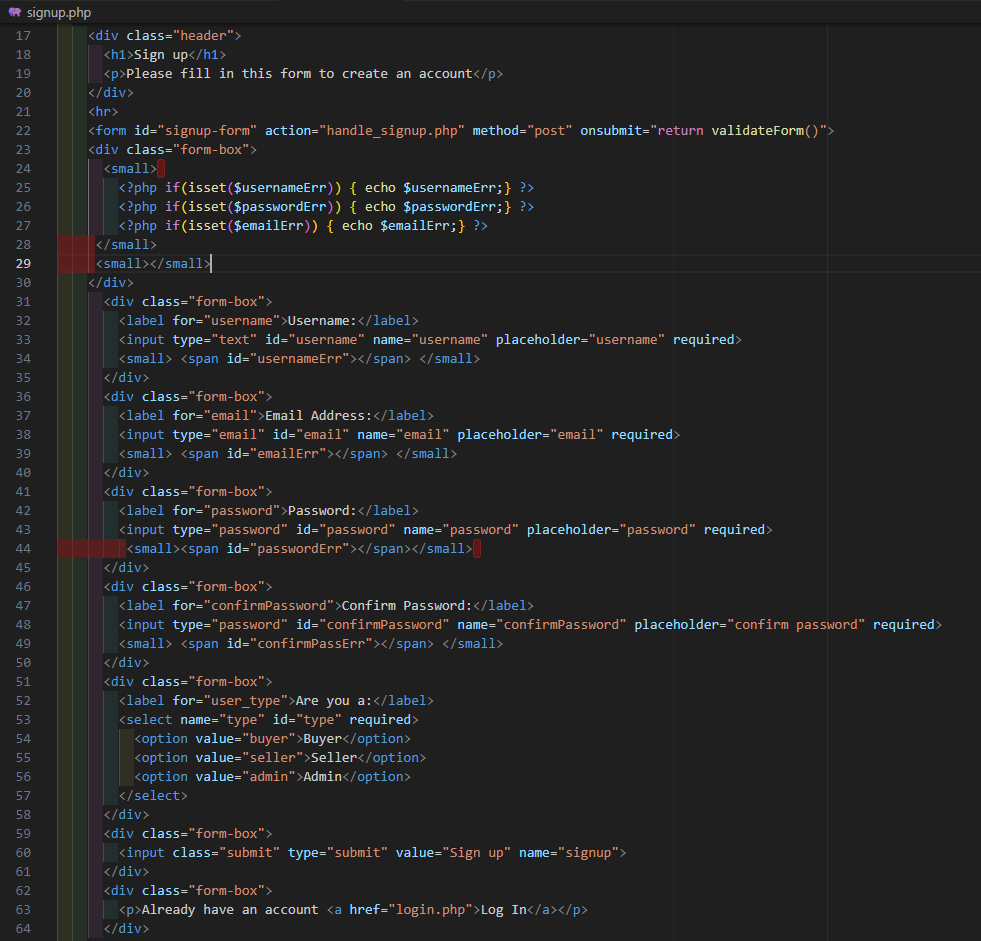 signup.php
17 <div class="header">
18 <h1>Sign up</h1>
19 <p>Please fill in this form to create an account</p>
20 </div>
21 <hr>
22 <form id="signup-form" action="handle_signup.php" method="post" onsubmit="return validateForm()">
23 <div class="form-box">
24 <small>
25 <?php if(isset($usernameErr)) { echo $usernameErr;} ?>
26 <?php if(isset($passwordErr)) { echo $passwordErr;} ?>
27 <?php if(isset($emailErr)) { echo $emailErr;} ?>
28 </small>
29 <small></small>
30 </div>
31 <div class="form-box">
32 <label for="username">Username:</label>
33 <input type="text" id="username" name="username" placeholder="username" required>
34 <small> <span id="usernameErr"></span> </small>
35 </div>
36 <div class="form-box">
37 <label for="email">Email Address:</label>
38 <input type="email" id="email" name="email" placeholder="email" required>
39 <small> <span id="emailErr"></span> </small>
40 </div>
41 <div class="form-box">
42 <label for="password">Password:</label>
43 <input type="password" id="password" name="password" placeholder="password" required>
44 <small><span id="passwordErr"></span></small>
45 </div>
46 <div class="form-box">
47 <label for="confirmPassword">Confirm Password:</label>
48 <input type="password" id="confirmPassword" name="confirmPassword" placeholder="confirm password" required>
49 <small> <span id="confirmPassErr"></span> </small>
50 </div>
51 <div class="form-box">
52 <label for="user_type">Are you a:</label>
53 <select name="type" id="type" required>
54 <option value="buyer">Buyer</option>
55 <option value="seller">Seller</option>
56 <option value="admin">Admin</option>
57 </select>
58 </div>
59 <div class="form-box">
60 <input class="submit" type="submit" value="Sign up" name="signup">
61 </div>
62 <div class="form-box">
63 <p>Already have an account <a href="login.php">Log In</a></p>
64 </div>